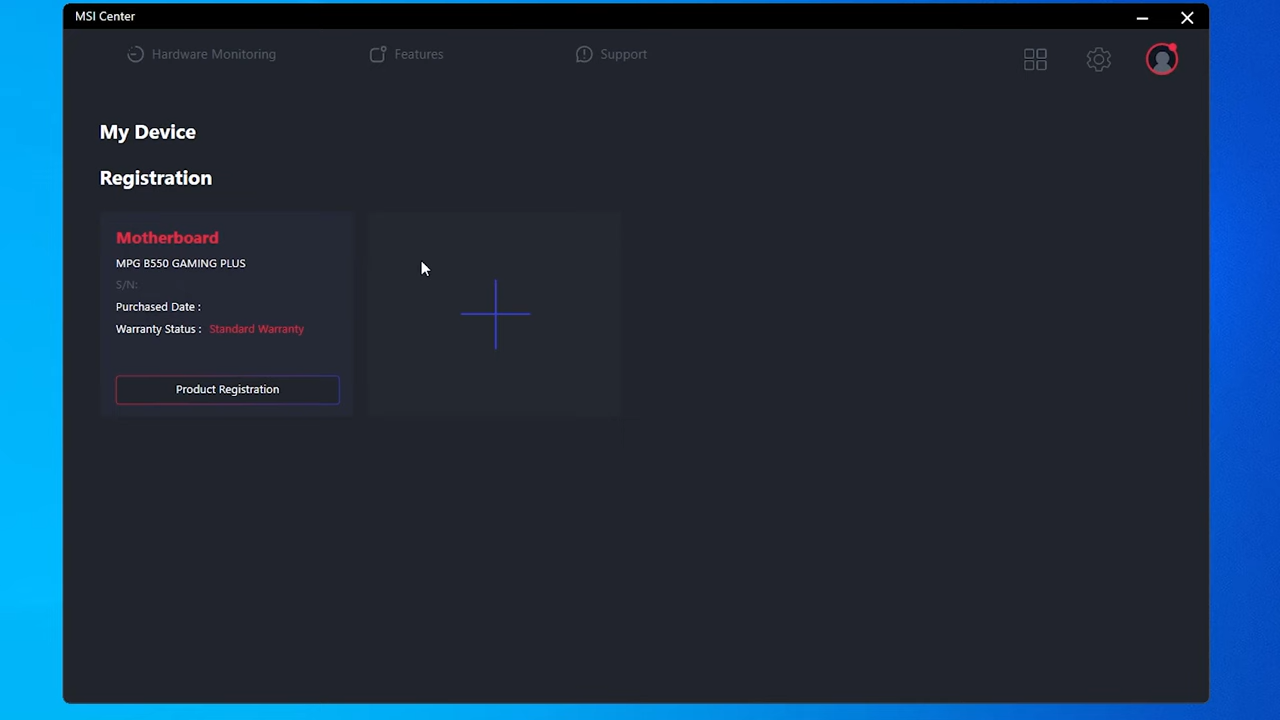 MSI Center
Hardware Monitoring
Features
Support
My Device
Registration
Motherboard
MPG B550 GAMING PLUS
S/N:
Purchased Date :
Warranty Status : Standard Warranty
Product Registration